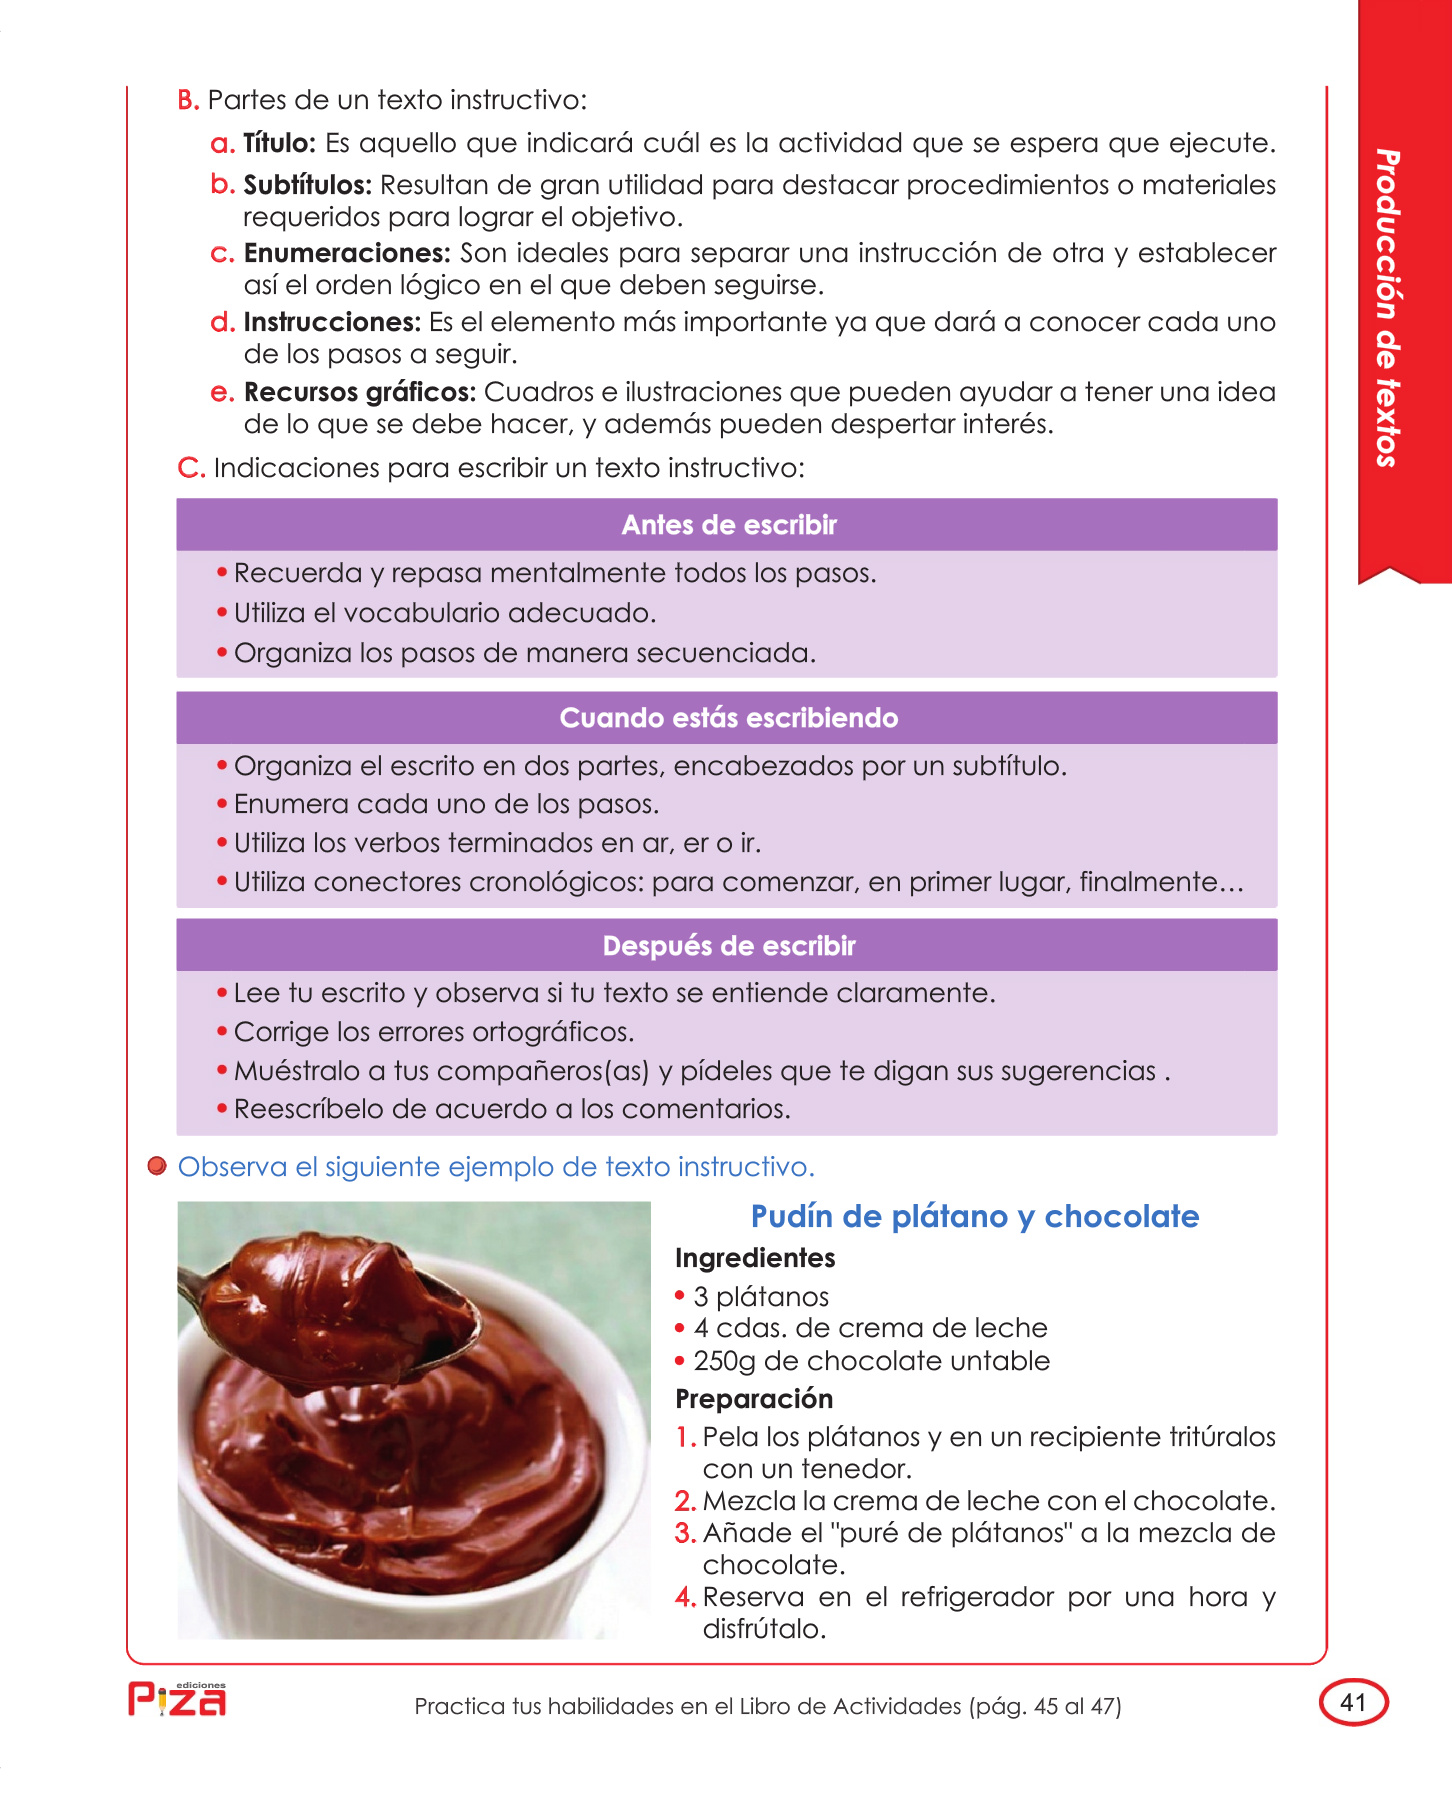 Producción de textos
B. Partes de un texto instructivo:
a. Título: Es aquello que indicará cuál es la actividad que se espera que ejecute.
b. Subtítulos: Resultan de gran utilidad para destacar procedimientos o materiales
requeridos para lograr el objetivo.
c. Enumeraciones: Son ideales para separar una instrucción de otra y establecer
así el orden lógico en el que deben seguirse.
d. Instrucciones: Es el elemento más importante ya que dará a conocer cada uno
de los pasos a seguir.
e. Recursos gráficos: Cuadros e ilustraciones que pueden ayudar a tener una idea
de lo que se debe hacer, y además pueden despertar interés.
C. Indicaciones para escribir un texto instructivo:
Antes de escribir
• Recuerda y repasa mentalmente todos los pasos.
• Utiliza el vocabulario adecuado.
• Organiza los pasos de manera secuenciada.
Cuando estás escribiendo
• Organiza el escrito en dos partes, encabezados por un subtítulo.
• Enumera cada uno de los pasos.
• Utiliza los verbos terminados en ar, er o ir.
• Utiliza conectores cronológicos: para comenzar, en primer lugar, finalmente...
Después de escribir
• Lee tu escrito y observa si tu texto se entiende claramente.
• Corrige los errores ortográficos.
• Muéstralo a tus compañeros(as) y pídeles que te digan sus sugerencias .
• Reescríbelo de acuerdo a los comentarios.
Observa el siguiente ejemplo de texto instructivo.
Pudín de plátano y chocolate
Ingredientes
• 3 plátanos
• 4 cdas. de crema de leche
• 250g de chocolate untable
Preparación
1. Pela los plátanos y en un recipiente tritúralos
con un tenedor.
2. Mezcla la crema de leche con el chocolate.
3. Añade el "puré de plátanos" a la mezcla de
chocolate.
4. Reserva en el refrigerador por una hora y
disfrútalo.
ediciones
Piza
Practica tus habilidades en el Libro de Actividades (pág. 45 al 47)
41